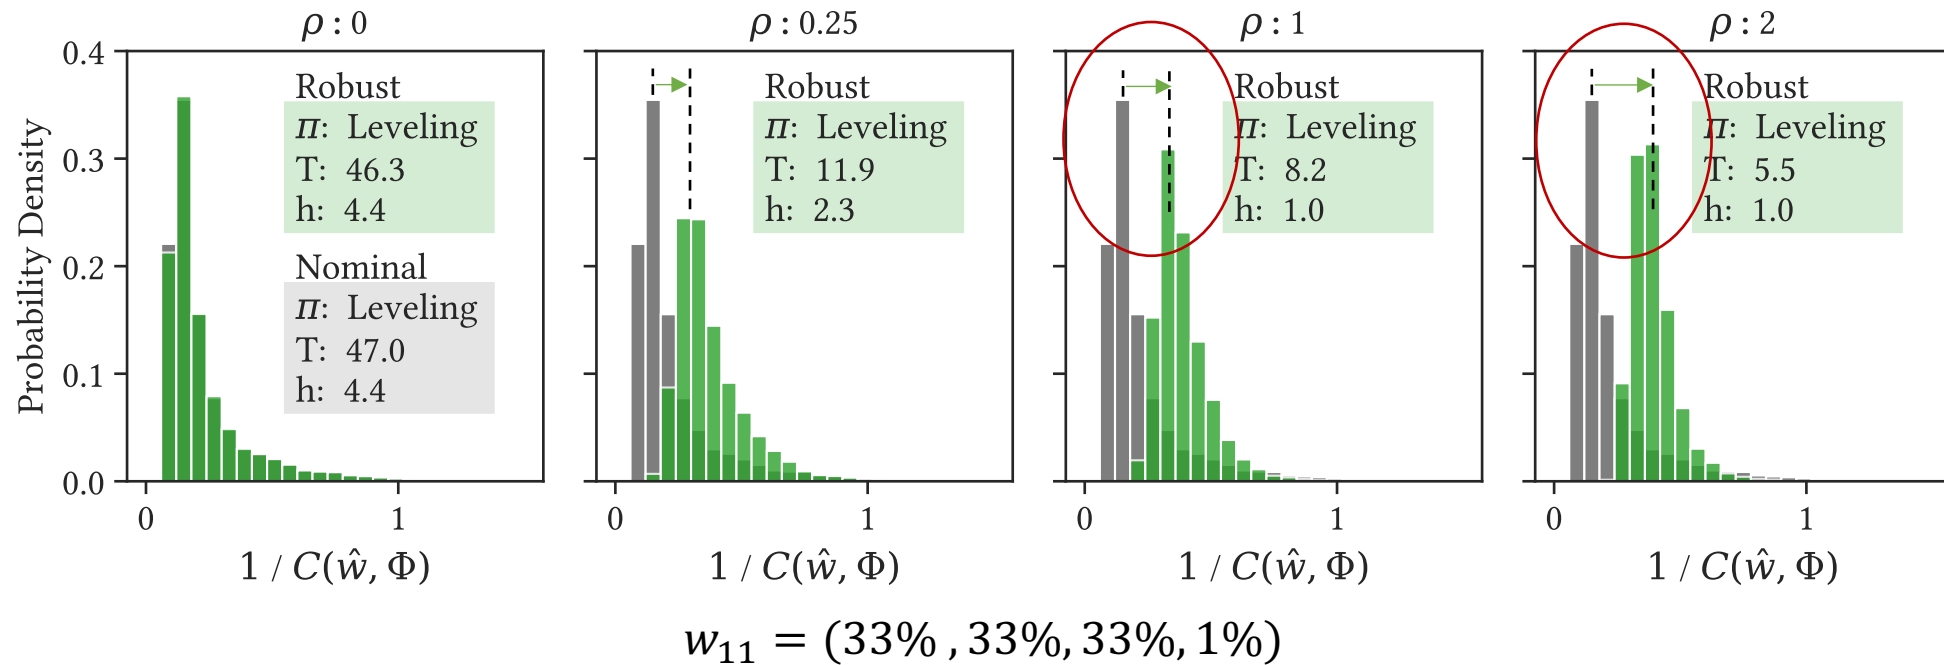 ρ : 0
ρ : 0.25
ρ : 1
ρ : 2
Probability Density
0.4
0.3
0.2
0.1
0.0
Robust
π: Leveling
T: 46.3
h: 4.4
Nominal
π: Leveling
T: 47.0
h: 4.4
0 1
1 / C(ŵ, Φ)
Robust
π: Leveling
T: 11.9
h: 2.3
0 1
1 / C(ŵ, Φ)
Robust
π: Leveling
T: 8.2
h: 1.0
0 1
1 / C(ŵ, Φ)
Robust
π: Leveling
T: 5.5
h: 1.0
0 1
1 / C(ŵ, Φ)
w₁₁ = (33% , 33%, 33%, 1%)